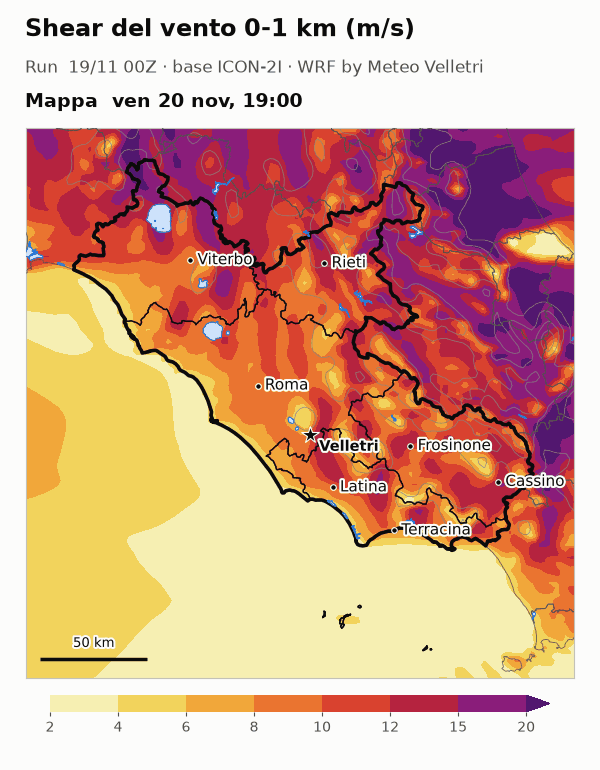 Shear del vento 0-1 km (m/s)
Run  19/11 00Z · base ICON-2I · WRF by Meteo Velletri
Mappa  ven 20 nov, 19:00
Viterbo
Rieti
Roma
Velletri
Frosinone
Latina
Cassino
Terracina
50 km
2 4 6 8 10 12 15 20